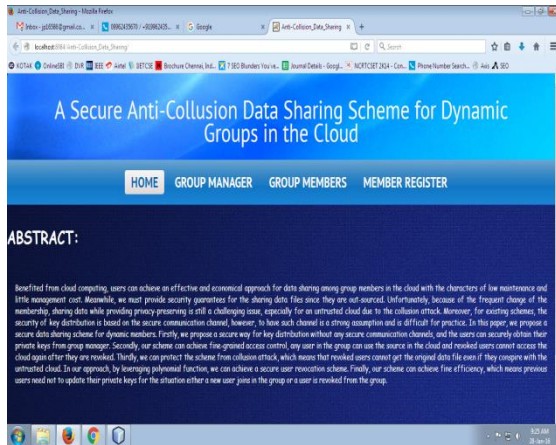 Anti-Collusion_Data_Sharing - Mozilla Firefox
Google
Anti-Collusion_Data_Sharing
Search
KOTAK OnlineSBI DVR IEEE Airtel
A Secure Anti-Collusion Data Sharing Scheme for Dynamic
Groups in the Cloud
HOME GROUP MANAGER GROUP MEMBERS MEMBER REGISTER
ABSTRACT:
Benefited from cloud computing, users can achieve an effective and economical approach for data sharing among group members in the cloud with the characters of low maintenance and
little management cost. Meanwhile, we must provide security guarantees for the sharing data files since they are out-sourced. Unfortunately, because of the frequent change of the
membership, sharing data while providing privacy-preserving is still a challenging issue, especially for an untrusted cloud due to the collusion attack. Moreover, for existing schemes, the
security of key distribution is based on the secure communication channel, however, to have such channel is a strong assumption and is difficult for practice. In this paper, we propose a
secure data sharing scheme for dynamic members. Firstly, we propose a secure way for key distribution without any secure communication channels, and the users can securely obtain their
private keys from group manager. Secondly, our scheme can achieve fine-grained access control, any user in the group can use the source in the cloud and revoked users cannot access the
cloud again after they are revoked. Thirdly, we can protect the scheme from collusion attack, which means that revoked users cannot get the original data file even if they conspire with the
untrusted cloud. In our approach, by leveraging polynomial function, we can achieve a secure user revocation scheme. Finally, our scheme can achieve fine efficiency, which means previous
users need not to update their private keys for the situation either a new user joins in the group or a user is revoked from the group.
9:25 AM